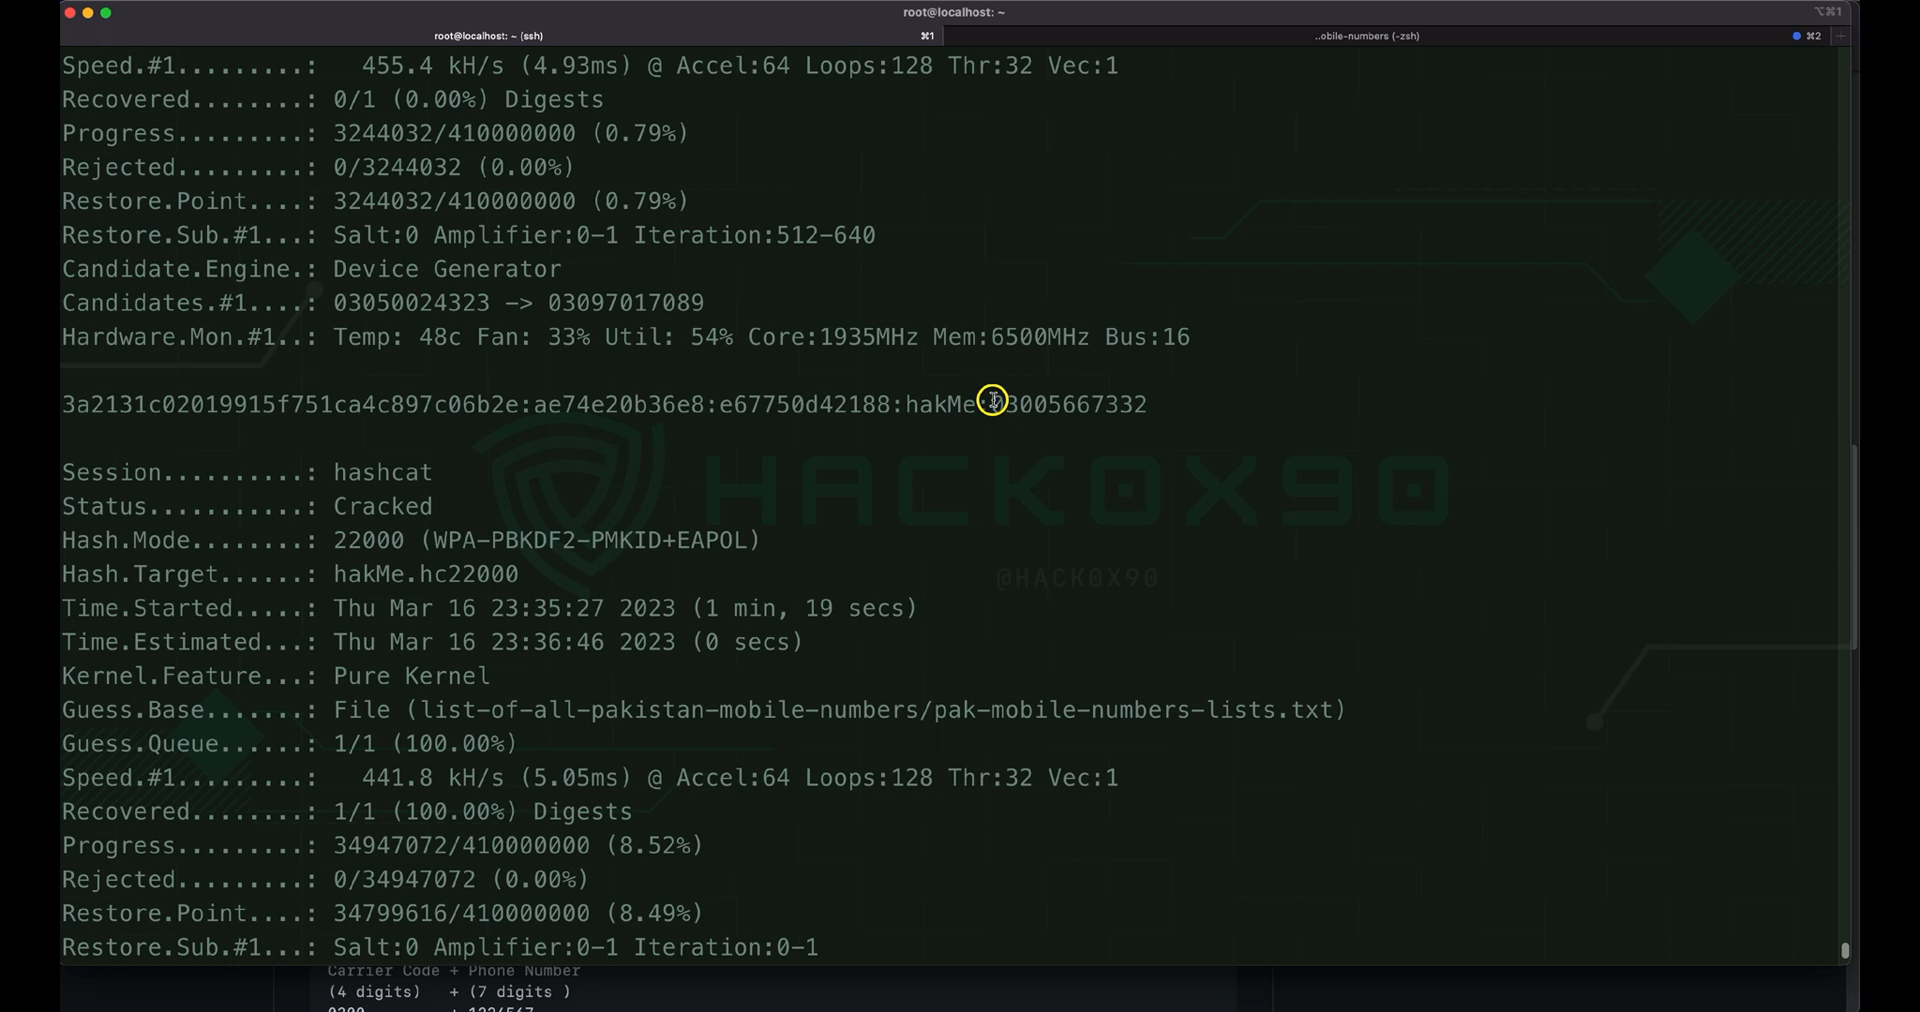 root@localhost: ~
⌥⌘1
root@localhost: ~ (ssh)
⌘1
..obile-numbers (-zsh)
⌘2
Speed.#1.........:   455.4 kH/s (4.93ms) @ Accel:64 Loops:128 Thr:32 Vec:1
Recovered........: 0/1 (0.00%) Digests
Progress.........: 3244032/410000000 (0.79%)
Rejected.........: 0/3244032 (0.00%)
Restore.Point....: 3244032/410000000 (0.79%)
Restore.Sub.#1...: Salt:0 Amplifier:0-1 Iteration:512-640
Candidate.Engine.: Device Generator
Candidates.#1....: 03050024323 -> 03097017089
Hardware.Mon.#1..: Temp: 48c Fan: 33% Util: 54% Core:1935MHz Mem:6500MHz Bus:16
3a2131c02019915f751ca4c897c06b2e:ae74e20b36e8:e67750d42188:hakMe:03005667332
Session..........: hashcat
HACK0X90
Status...........: Cracked
Hash.Mode........: 22000 (WPA-PBKDF2-PMKID+EAPOL)
Hash.Target......: hakMe.hc22000
@HACK0X90
Time.Started.....: Thu Mar 16 23:35:27 2023 (1 min, 19 secs)
Time.Estimated...: Thu Mar 16 23:36:46 2023 (0 secs)
Kernel.Feature...: Pure Kernel
Guess.Base.......: File (list-of-all-pakistan-mobile-numbers/pak-mobile-numbers-lists.txt)
Guess.Queue......: 1/1 (100.00%)
Speed.#1.........:   441.8 kH/s (5.05ms) @ Accel:64 Loops:128 Thr:32 Vec:1
Recovered........: 1/1 (100.00%) Digests
Progress.........: 34947072/410000000 (8.52%)
Rejected.........: 0/34947072 (0.00%)
Restore.Point....: 34799616/410000000 (8.49%)
Restore.Sub.#1...: Salt:0 Amplifier:0-1 Iteration:0-1
Carrier Code + Phone Number
(4 digits)   + (7 digits )